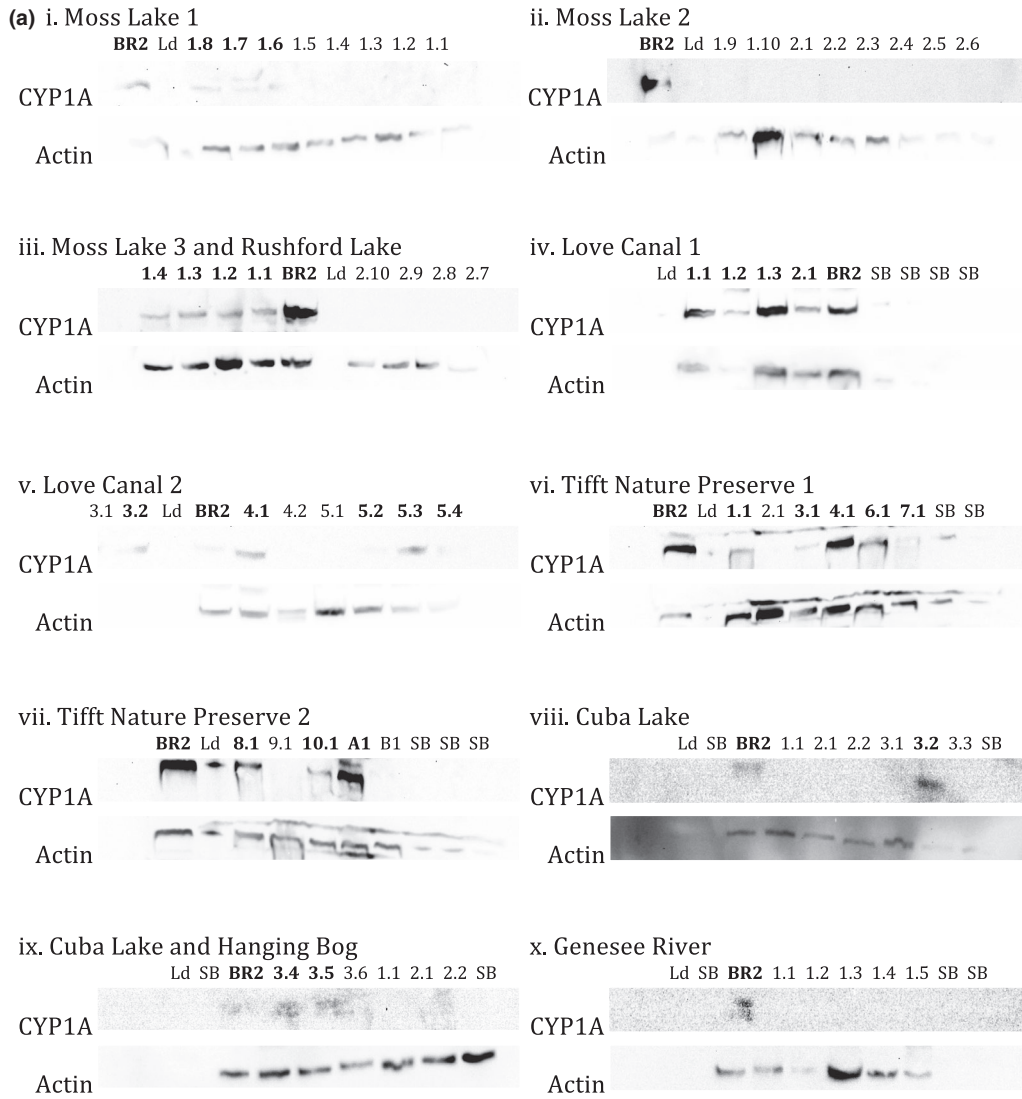 (a) i. Moss Lake 1
BR2 Ld 1.8 1.7 1.6 1.5 1.4 1.3 1.2 1.1
CYP1A
Actin
ii. Moss Lake 2
BR2 Ld 1.9 1.10 2.1 2.2 2.3 2.4 2.5 2.6
CYP1A
Actin
iii. Moss Lake 3 and Rushford Lake
1.4 1.3 1.2 1.1 BR2 Ld 2.10 2.9 2.8 2.7
CYP1A
Actin
iv. Love Canal 1
Ld 1.1 1.2 1.3 2.1 BR2 SB SB SB SB
CYP1A
Actin
v. Love Canal 2
3.1 3.2 Ld BR2 4.1 4.2 5.1 5.2 5.3 5.4
CYP1A
Actin
vi. Tifft Nature Preserve 1
BR2 Ld 1.1 2.1 3.1 4.1 6.1 7.1 SB SB
CYP1A
Actin
vii. Tifft Nature Preserve 2
BR2 Ld 8.1 9.1 10.1 A1 B1 SB SB SB
CYP1A
Actin
viii. Cuba Lake
Ld SB BR2 1.1 2.1 2.2 3.1 3.2 3.3 SB
CYP1A
Actin
ix. Cuba Lake and Hanging Bog
Ld SB BR2 3.4 3.5 3.6 1.1 2.1 2.2 SB
CYP1A
Actin
x. Genesee River
Ld SB BR2 1.1 1.2 1.3 1.4 1.5 SB SB
CYP1A
Actin